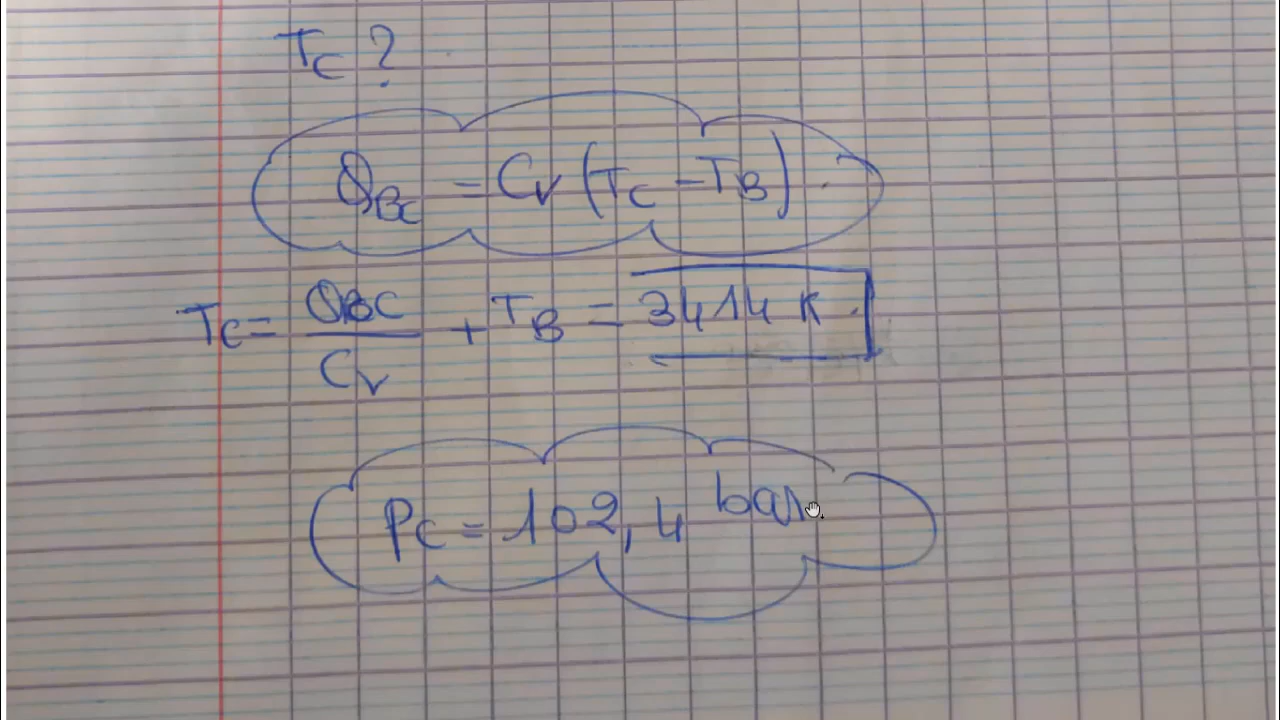 Tc ?
QBC = Cv (Tc - TB)
Tc = QBC / Cv + TB = 3414 K.
Pc = 102,4 bar